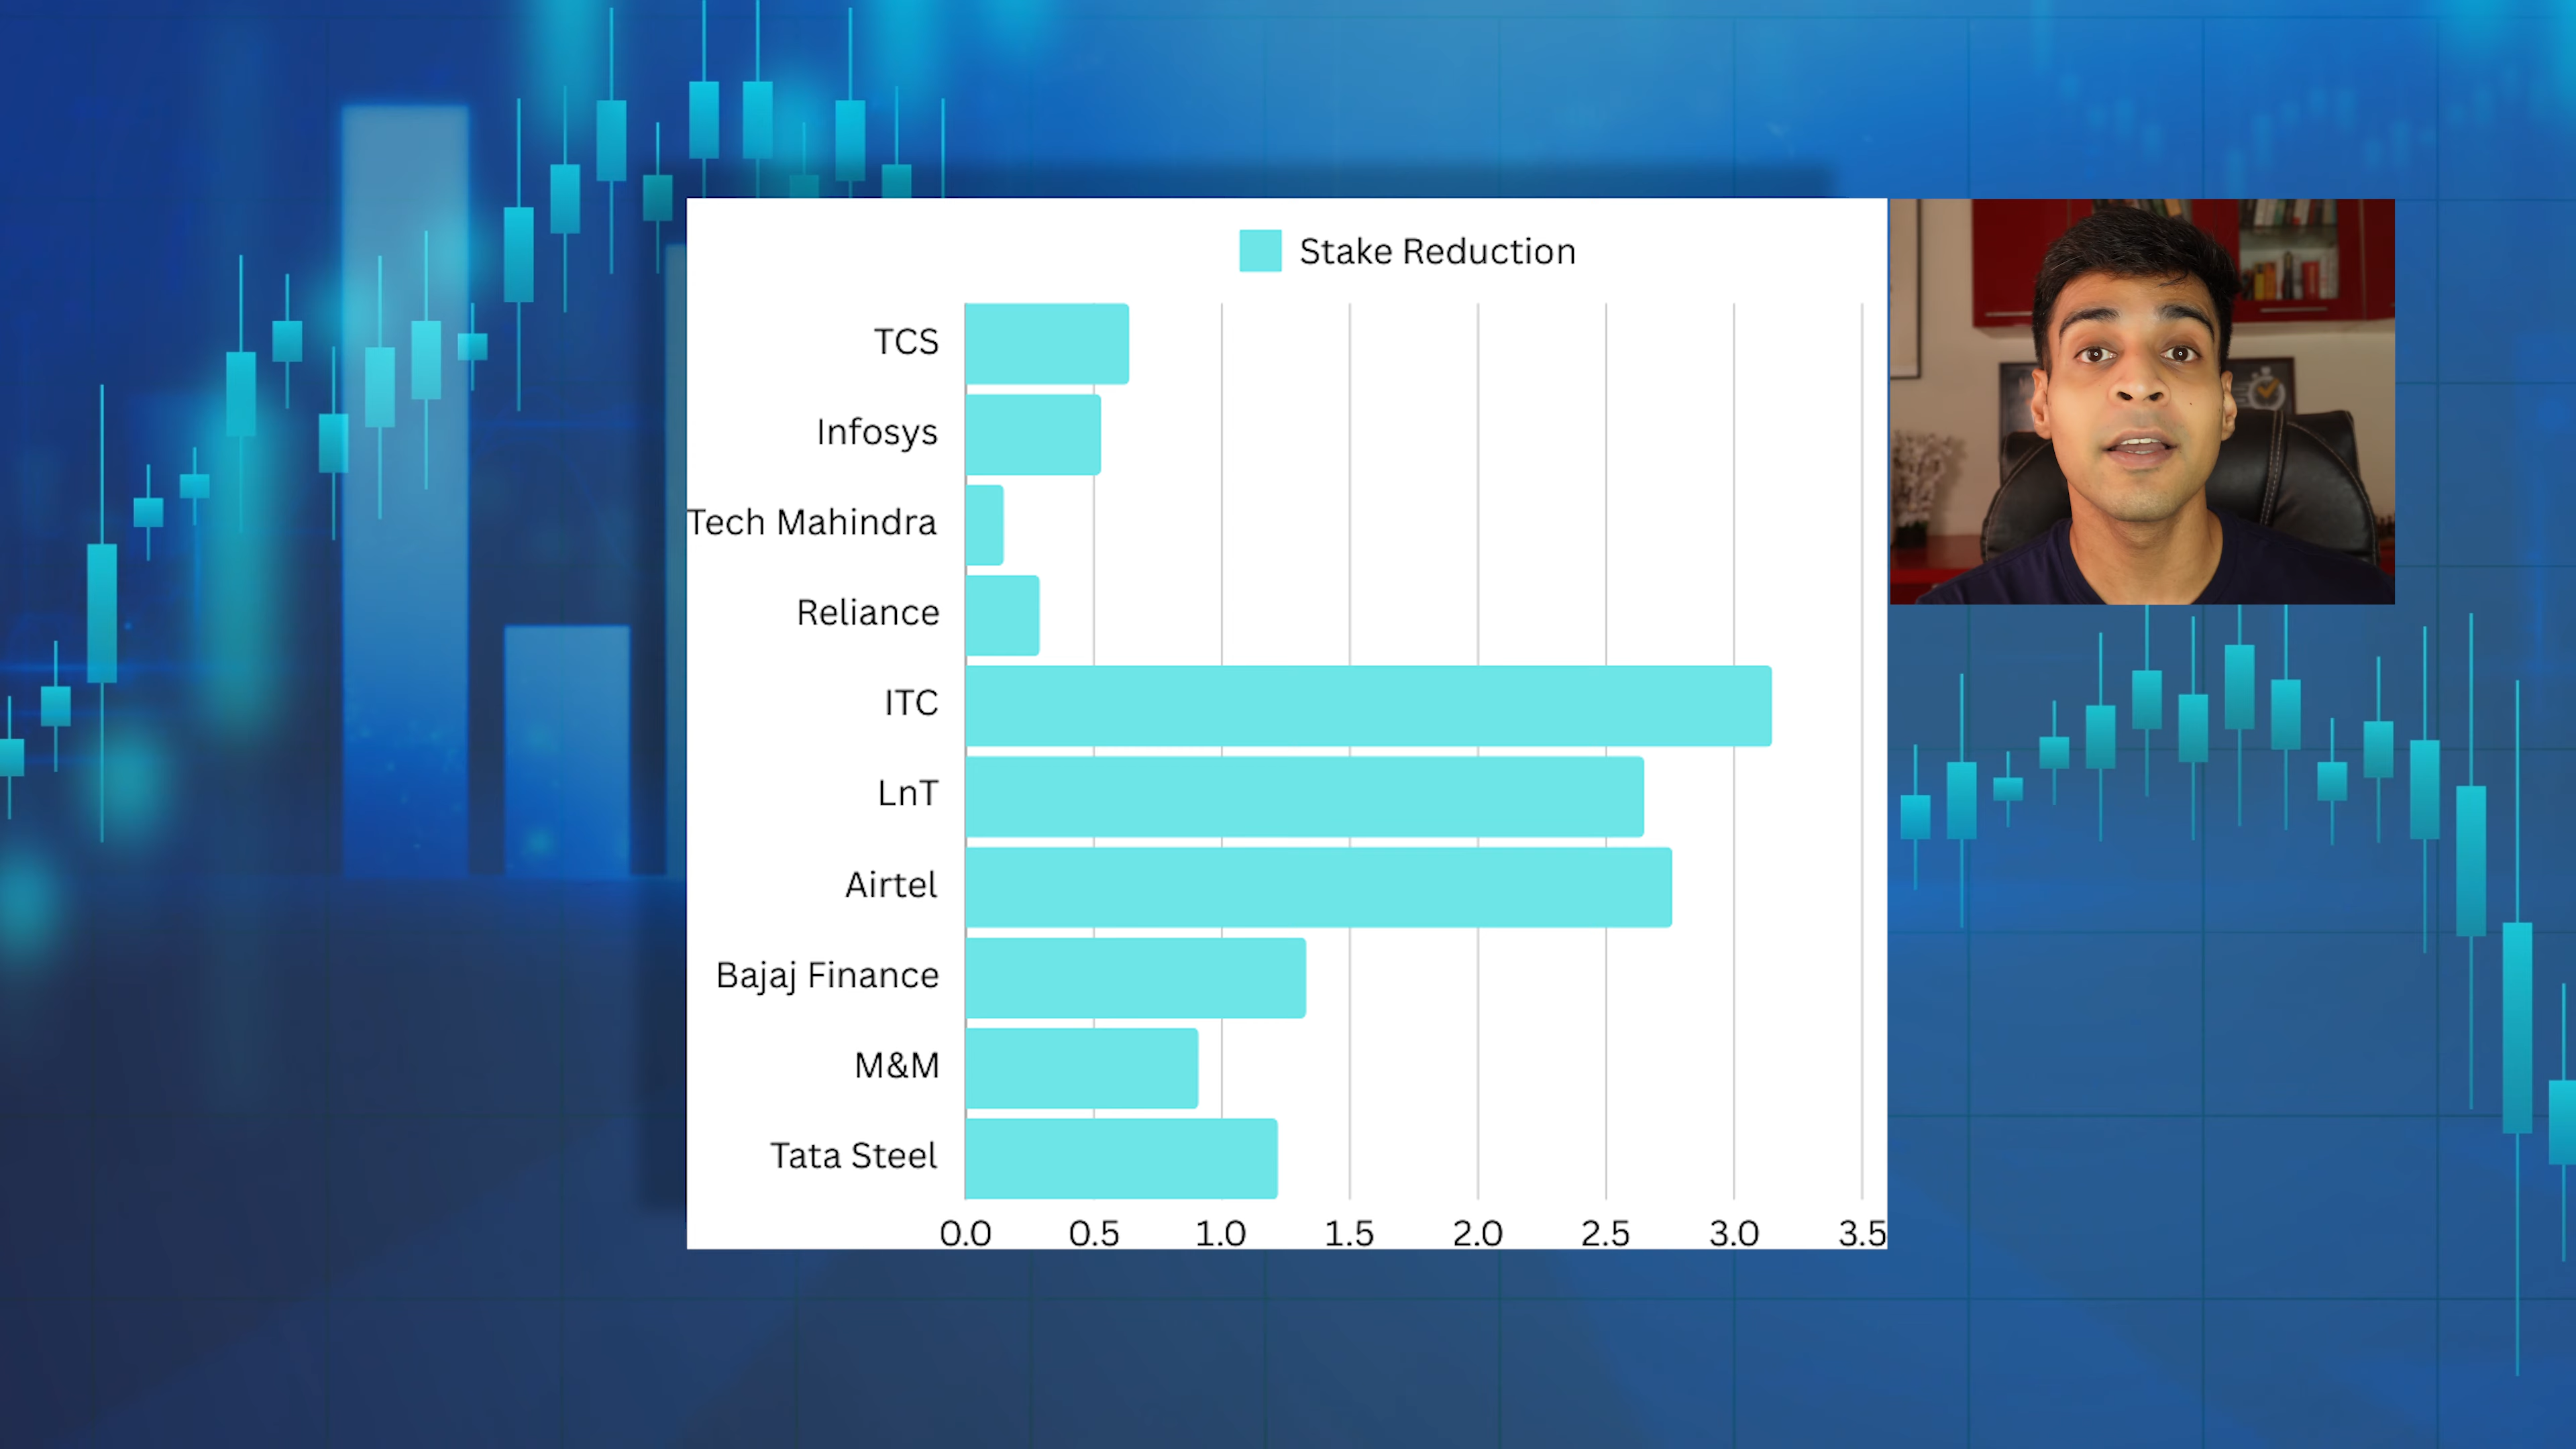 Stake Reduction
TCS
Infosys
Tech Mahindra
Reliance
ITC
LnT
Airtel
Bajaj Finance
M&M
Tata Steel
0.0 0.5 1.0 1.5 2.0 2.5 3.0 3.5